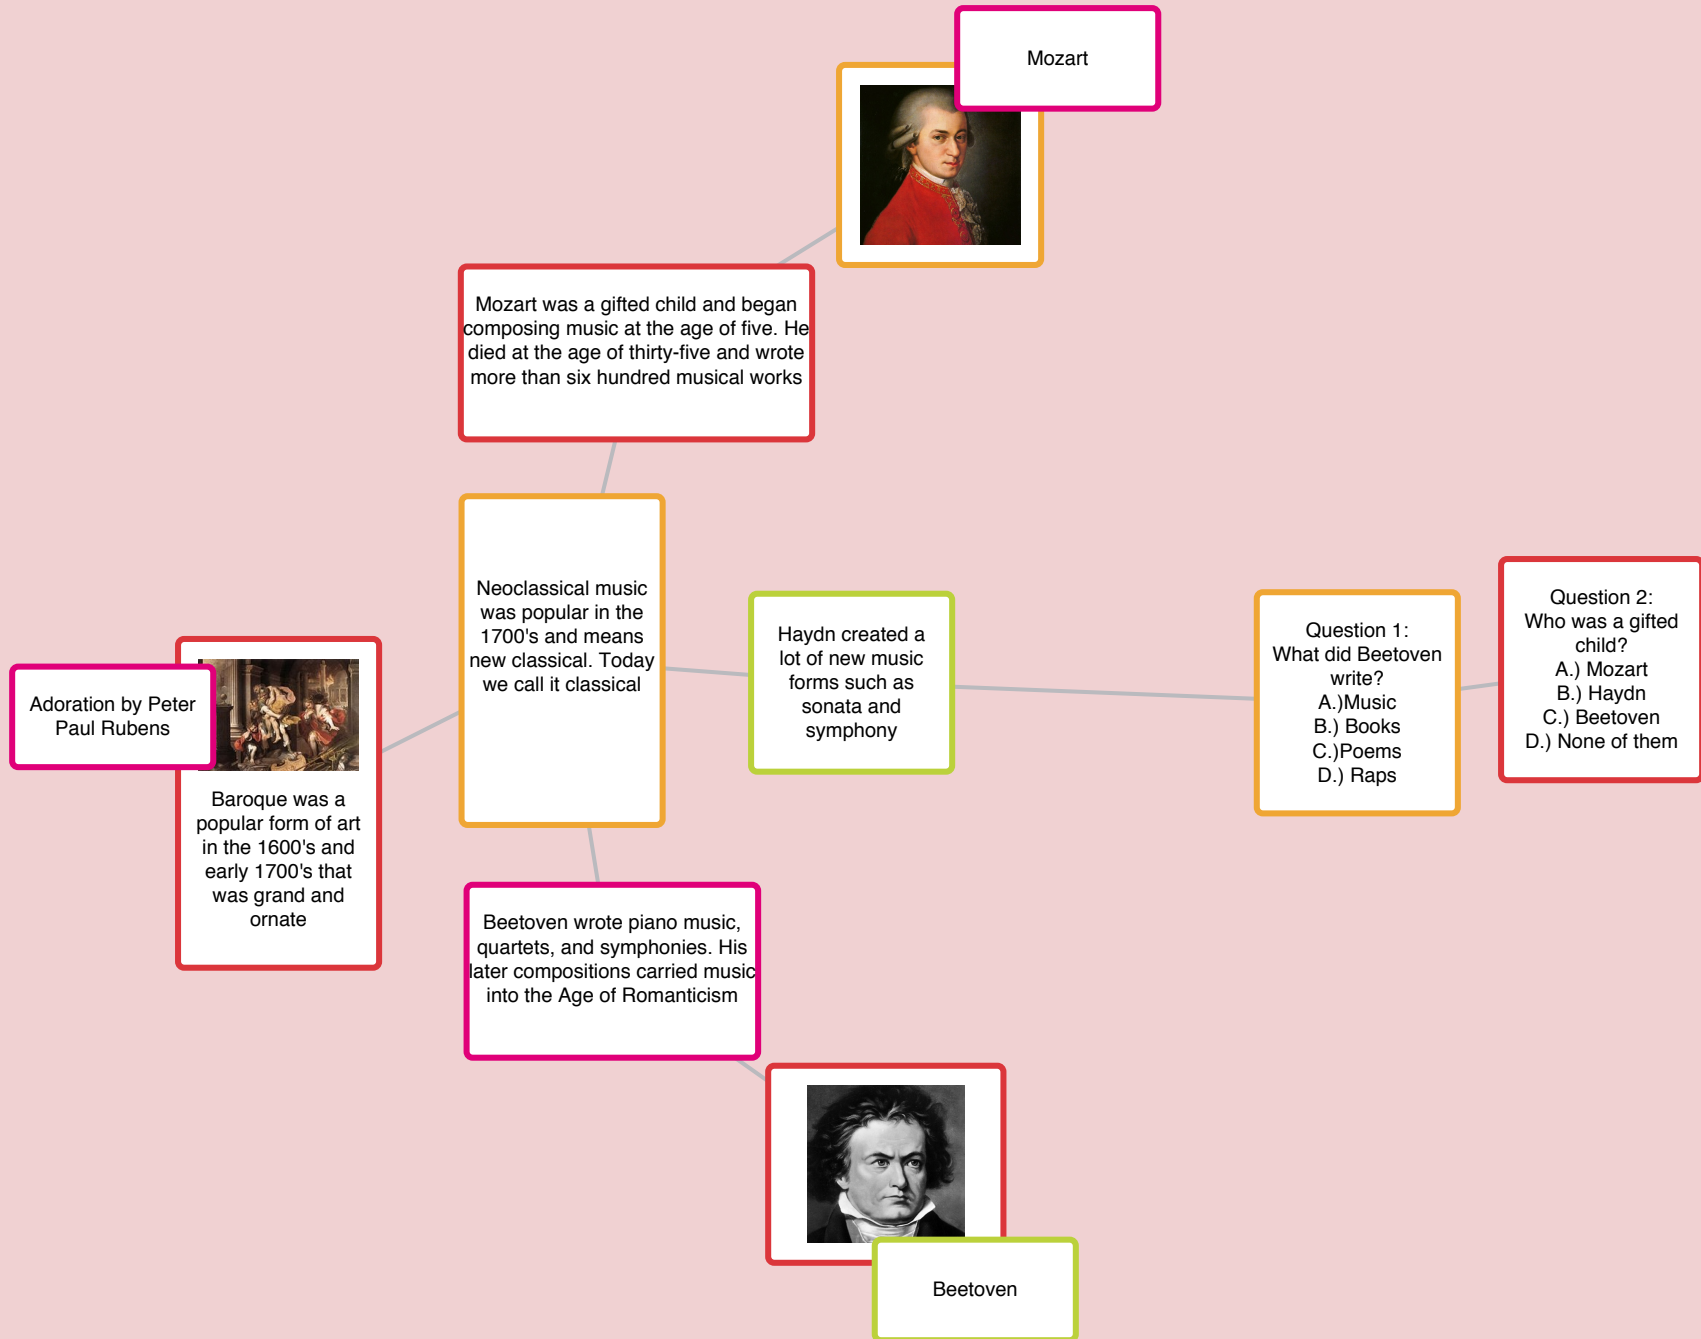 Mozart
Mozart was a gifted child and began
composing music at the age of five. He
died at the age of thirty-five and wrote
more than six hundred musical works
Neoclassical music
was popular in the
1700's and means
new classical. Today
we call it classical
Haydn created a
lot of new music
forms such as
sonata and
symphony
Question 1:
What did Beetoven
write?
A.)Music
B.) Books
C.)Poems
D.) Raps
Question 2:
Who was a gifted
child?
A.) Mozart
B.) Haydn
C.) Beetoven
D.) None of them
Adoration by Peter
Paul Rubens
Baroque was a
popular form of art
in the 1600's and
early 1700's that
was grand and
ornate
Beetoven wrote piano music,
quartets, and symphonies. His
later compositions carried music
into the Age of Romanticism
Beetoven